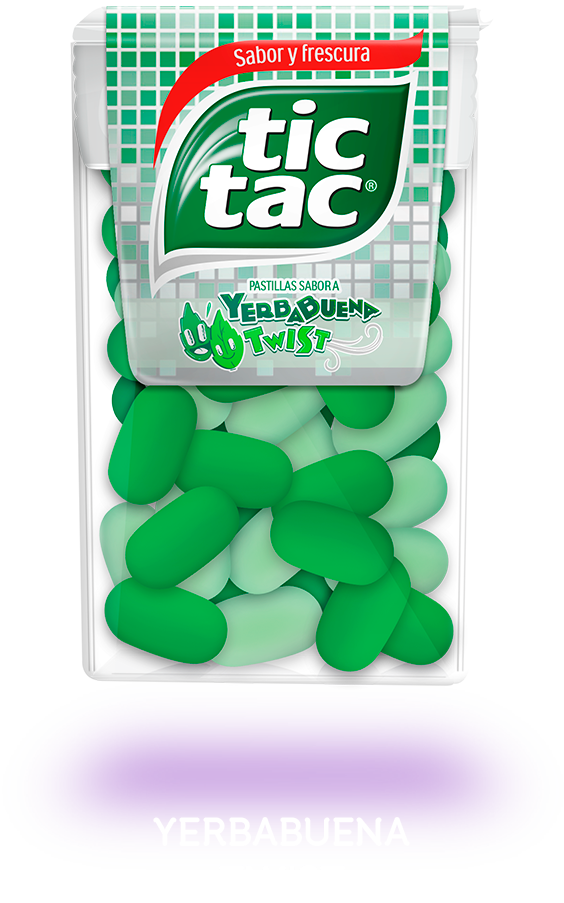 Sabor y frescura
tic
tac®
PASTILLAS SABOR A
YERBABUENA
TWIST
YERBABUENA